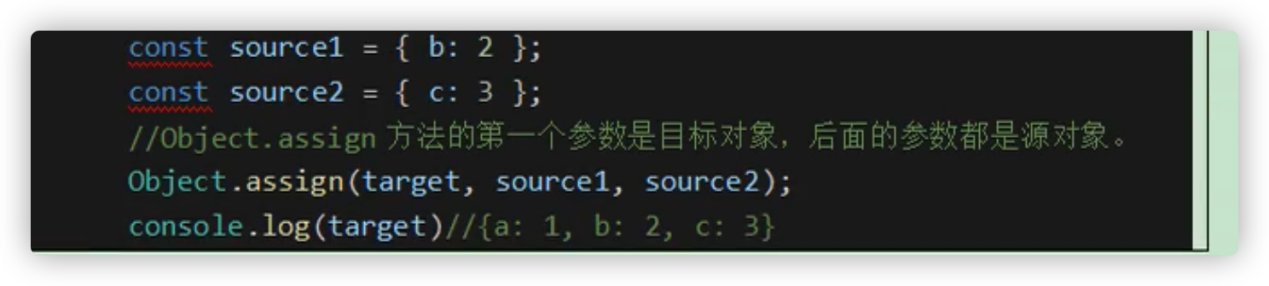 const source1 = { b: 2 };
const source2 = { c: 3 };
//Object.assign 方法的第一个参数是目标对象，后面的参数都是源对象。
Object.assign(target, source1, source2);
console.log(target)//{a: 1, b: 2, c: 3}